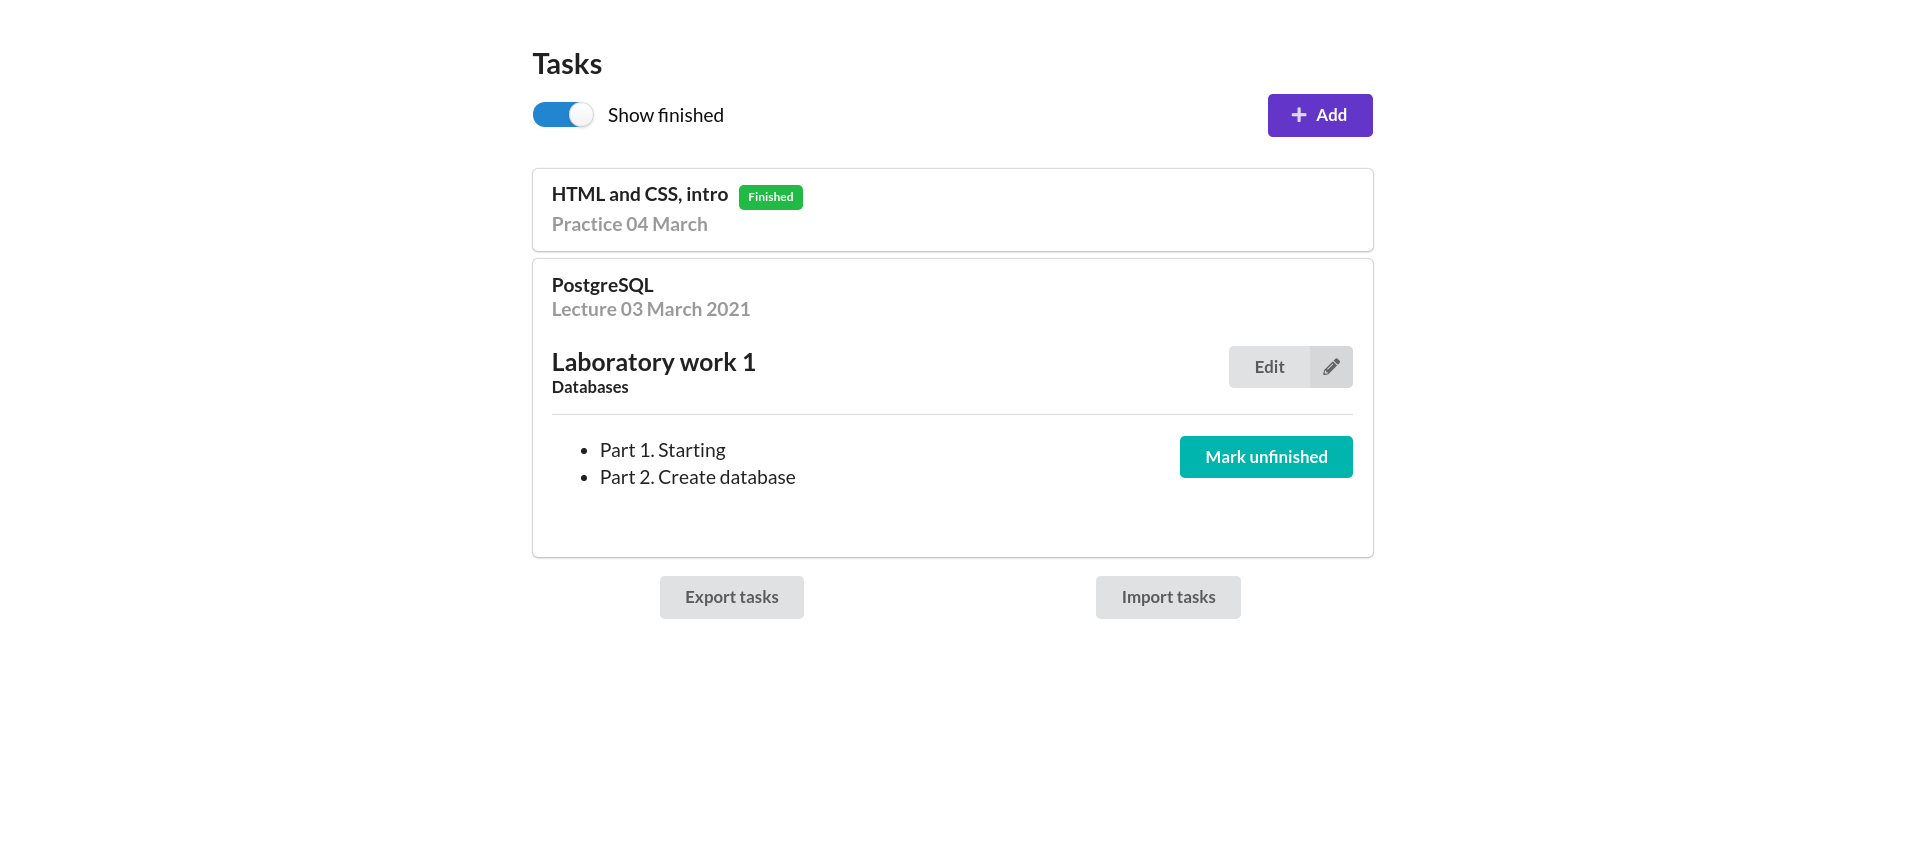 Tasks
Show finished
Add
HTML and CSS, intro Finished
Practice 04 March
PostgreSQL
Lecture 03 March 2021
Laboratory work 1
Edit
Databases
Part 1. Starting
Mark unfinished
Part 2. Create database
Export tasks
Import tasks